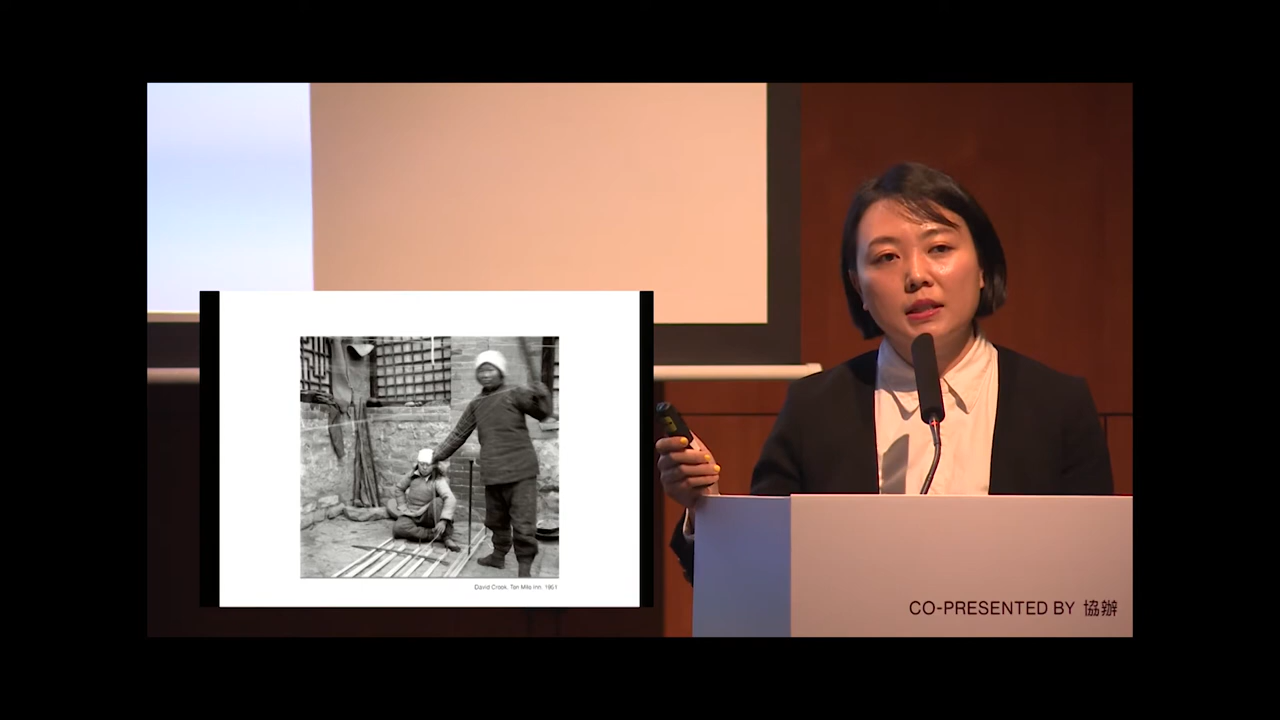 David Crook, Ten Mile Inn, 1951
CO-PRESENTED BY 協辦